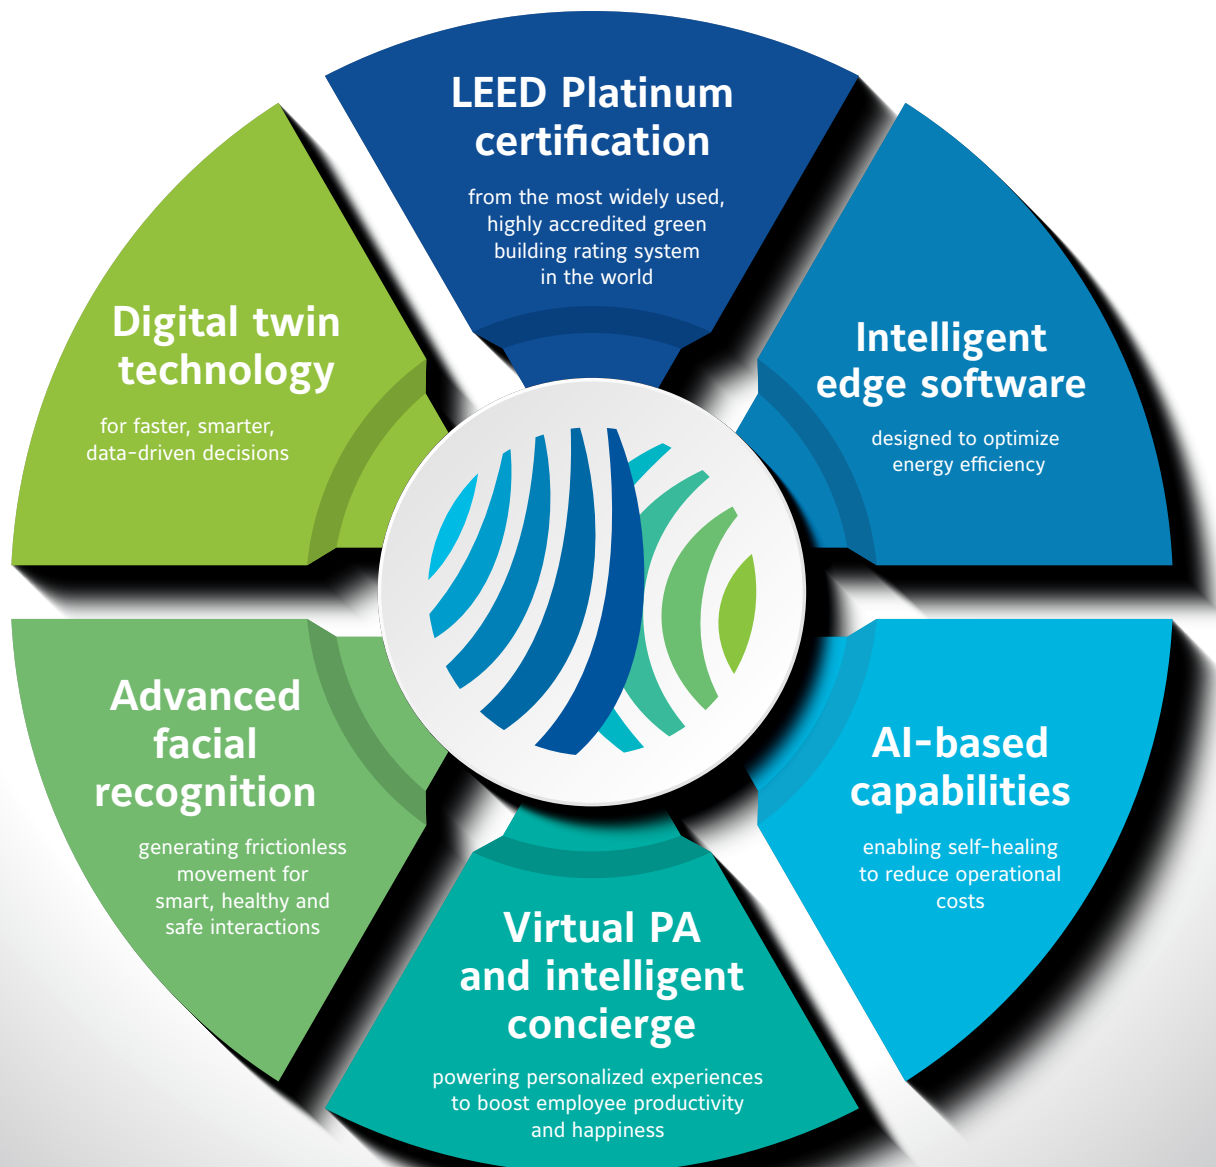 LEED Platinum
certification
from the most widely used,
highly accredited green
building rating system
in the world
Intelligent
edge software
designed to optimize
energy efficiency
AI-based
capabilities
enabling self-healing
to reduce operational
costs
Virtual PA
and intelligent
concierge
powering personalized experiences
to boost employee productivity
and happiness
Advanced
facial
recognition
generating frictionless
movement for
smart, healthy and
safe interactions
Digital twin
technology
for faster, smarter,
data-driven decisions